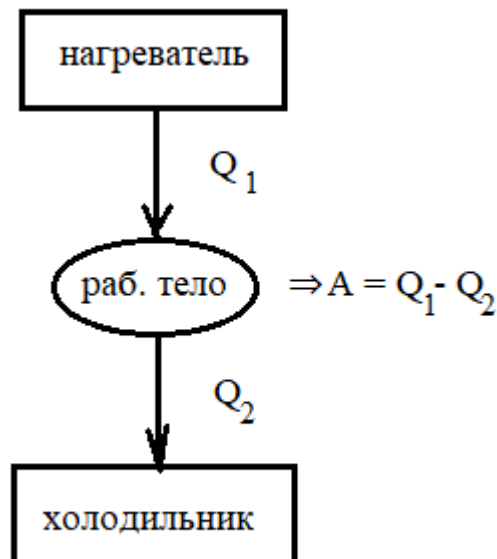 нагреватель
Q1
раб. тело ⇒ A = Q1- Q2
Q2
холодильник